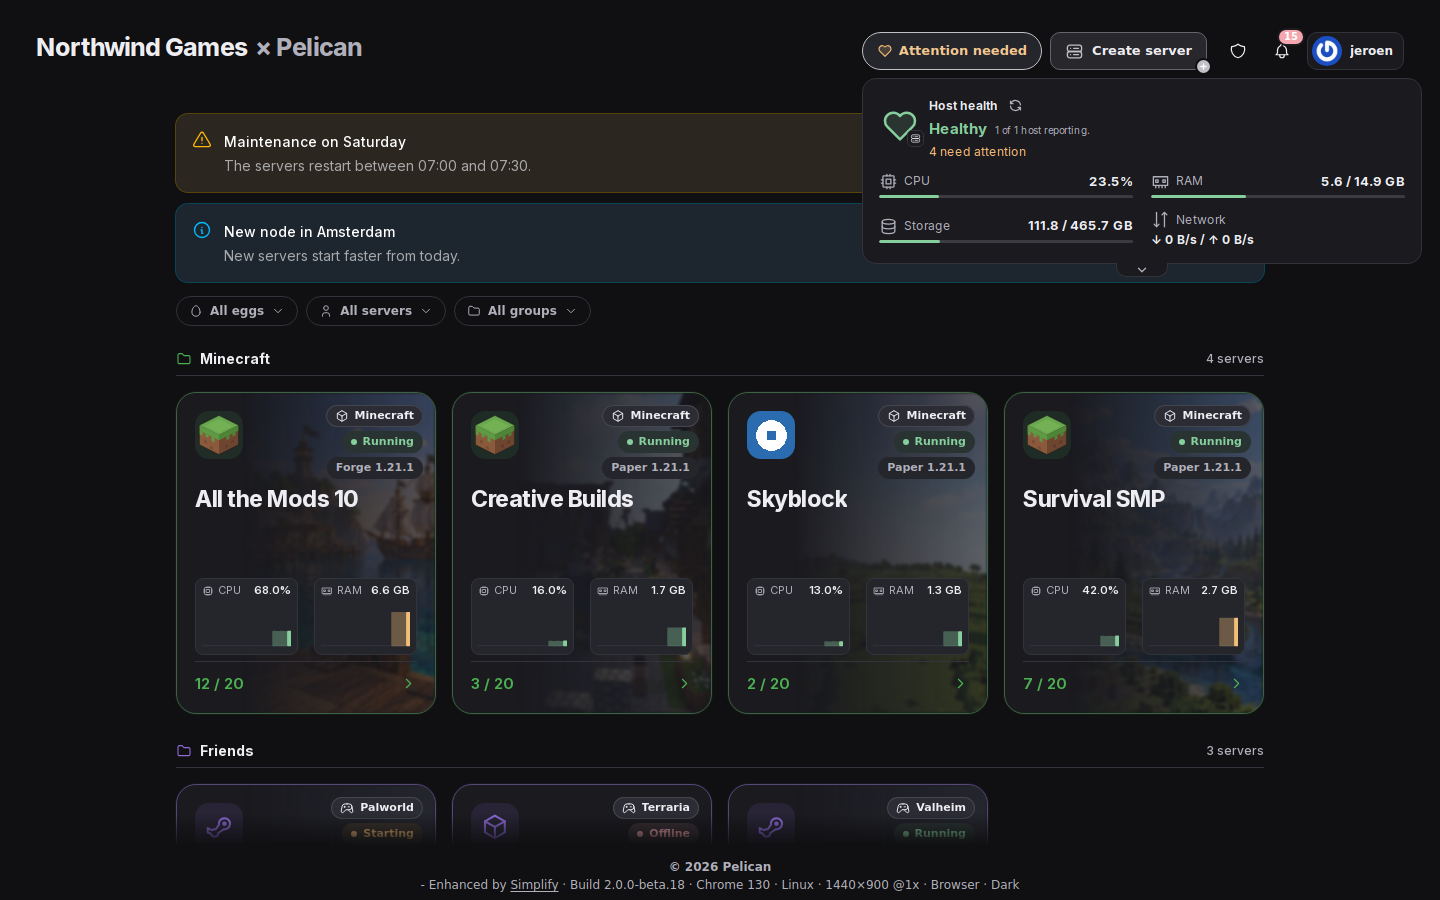 Northwind Games × Pelican
Attention needed
Create server
15
jeroen
Host health
Healthy 1 of 1 host reporting.
4 need attention
CPU 23.5%
RAM 5.6 / 14.9 GB
Storage 111.8 / 465.7 GB
Network
↓ 0 B/s / ↑ 0 B/s
Maintenance on Saturday
The servers restart between 07:00 and 07:30.
New node in Amsterdam
New servers start faster from today.
All eggs
All servers
All groups
Minecraft
4 servers
Minecraft
Running
Forge 1.21.1
All the Mods 10
CPU 68.0%
RAM 6.6 GB
12 / 20
Minecraft
Running
Paper 1.21.1
Creative Builds
CPU 16.0%
RAM 1.7 GB
3 / 20
Minecraft
Running
Paper 1.21.1
Skyblock
CPU 13.0%
RAM 1.3 GB
2 / 20
Minecraft
Running
Paper 1.21.1
Survival SMP
CPU 42.0%
RAM 2.7 GB
7 / 20
Friends
3 servers
Palworld
Starting
Terraria
Offline
Valheim
Running
© 2026 Pelican
- Enhanced by Simplify · Build 2.0.0-beta.18 · Chrome 130 · Linux · 1440×900 @1x · Browser · Dark